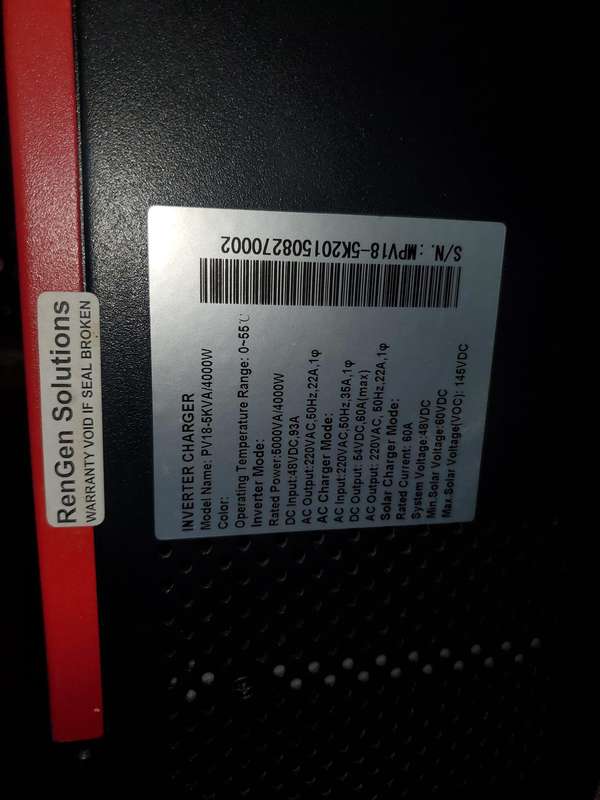 RenGen Solutions
WARRANTY VOID IF SEAL BROKEN
INVERTER CHARGER
Model Name: PV18-5KVA/4000W
Color:
Operating Temperature Range: 0~55℃
Inverter Mode:
Rated Power:5000VA/4000W
DC Input:48VDC,93A
AC Output:220VAC,50Hz,22A,1φ
AC Charger Mode:
AC Input:220VAC,50Hz,35A,1φ
DC Output: 54VDC,60A(max)
AC Output: 220VAC, 50Hz,22A,1φ
Solar Charger Mode:
Rated Current: 60A
System Voltage:48VDC
Min.Solar Voltage:60VDC
Max.Solar Voltage(VOC): 145VDC
S/N: MPV18-5K201508270002